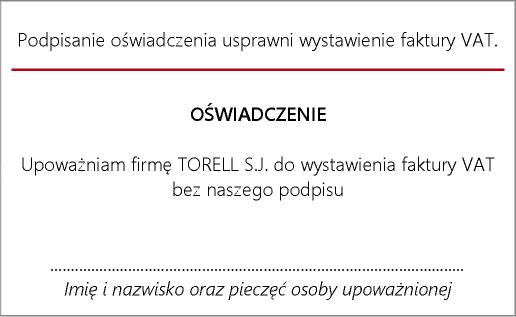 Podpisanie oświadczenia usprawni wystawienie faktury VAT.
OŚWIADCZENIE
Upoważniam firmę TORELL S.J. do wystawienia faktury VAT
bez naszego podpisu
................................................................................................
Imię i nazwisko oraz pieczęć osoby upoważnionej